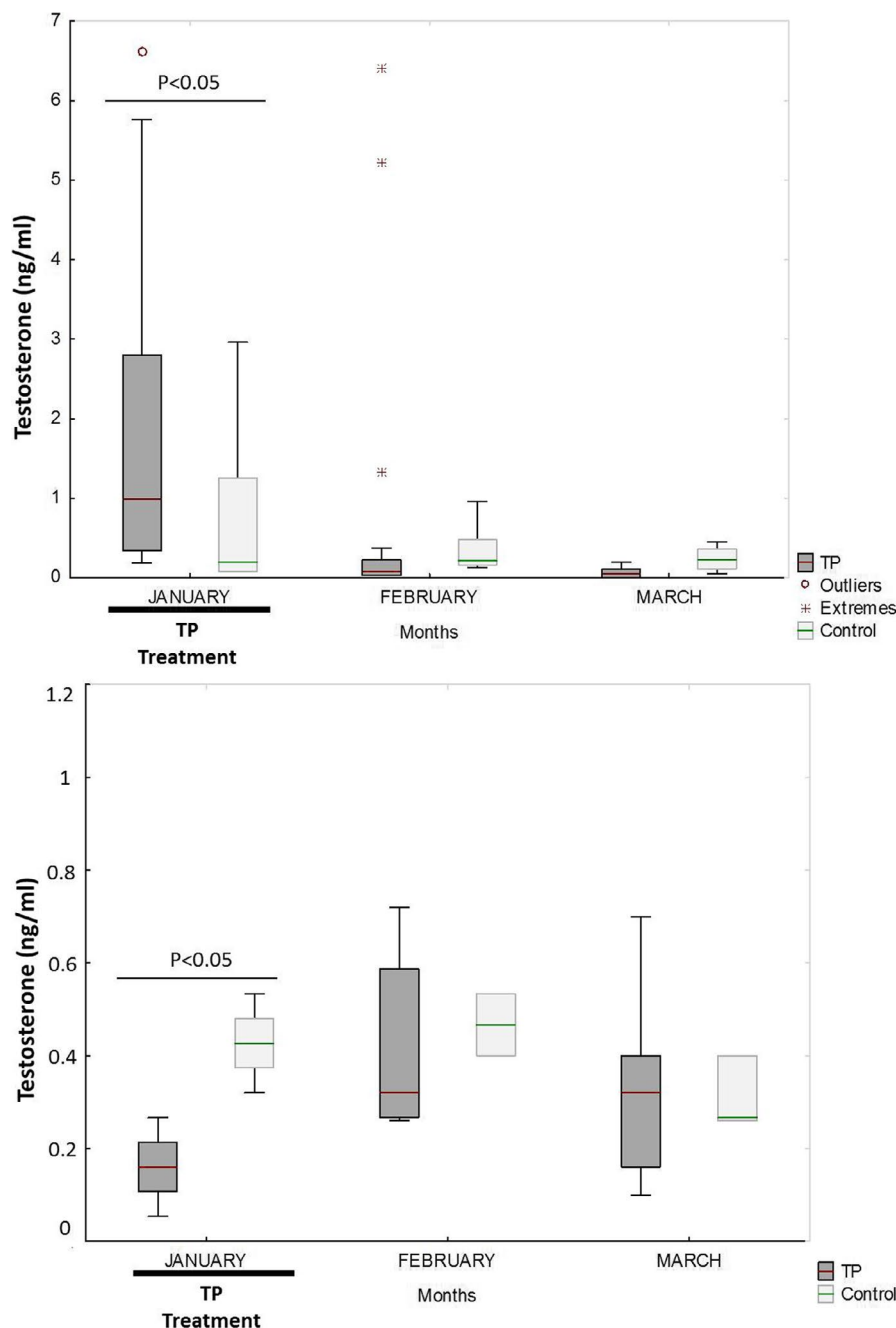 7
6
5
4
3
2
1
0
Testosterone (ng/ml)
P<0.05
JANUARY
FEBRUARY
MARCH
TP
Treatment
Months
TP
Outliers
Extremes
Control
1.2
1
0.8
0.6
0.4
0.2
0
Testosterone (ng/ml)
P<0.05
JANUARY
FEBRUARY
MARCH
TP
Treatment
Months
TP
Control